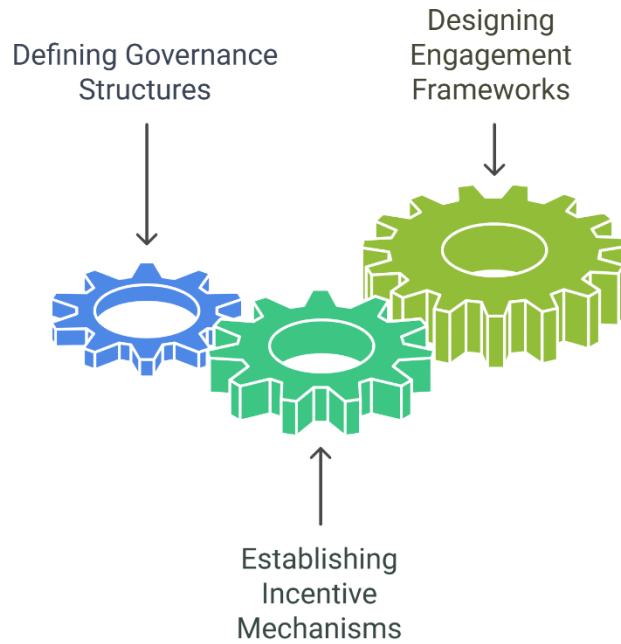 Defining Governance
Structures
Designing
Engagement
Frameworks
Establishing
Incentive
Mechanisms